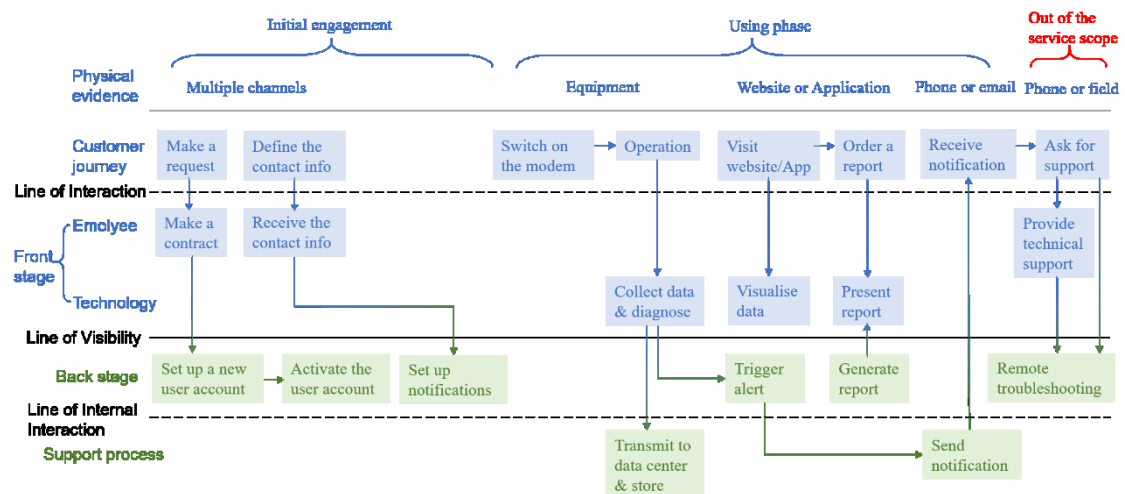 Initial engagement
Using phase
Out of the
service scope
Physical
evidence
Multiple channels
Equipment
Website or Application
Phone or email
Phone or field
Customer
journey
Make a
request
Define the
contact info
Switch on
the modem
Operation
Visit
website/App
Order a
report
Receive
notification
Ask for
support
Line of Interaction
Front
stage
Emolyee
Make a
contract
Receive the
contact info
Provide
technical
support
Technology
Collect data
& diagnose
Visualise
data
Present
report
Line of Visibility
Back stage
Set up a new
user account
Activate the
user account
Set up
notifications
Trigger
alert
Generate
report
Remote
troubleshooting
Line of Internal
Interaction
Support process
Transmit to
data center
& store
Send
notification